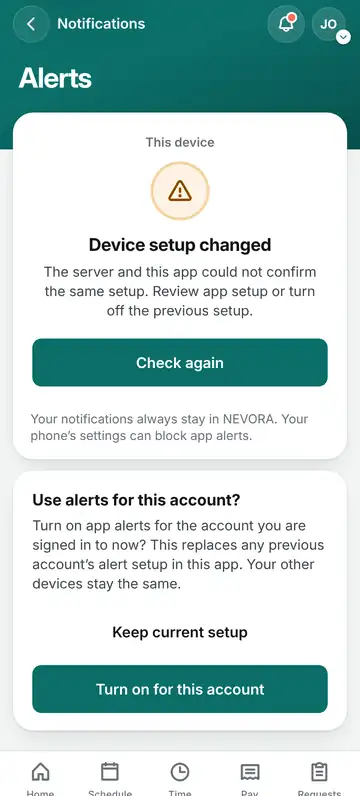 Notifications
JO
Alerts
This device
Device setup changed
The server and this app could not confirm
the same setup. Review app setup or turn
off the previous setup.
Check again
Your notifications always stay in NEVORA. Your
phone’s settings can block app alerts.
Use alerts for this account?
Turn on app alerts for the account you are
signed in to now? This replaces any previous
account’s alert setup in this app. Your other
devices stay the same.
Keep current setup
Turn on for this account
Home
Schedule
Time
Pay
Requests